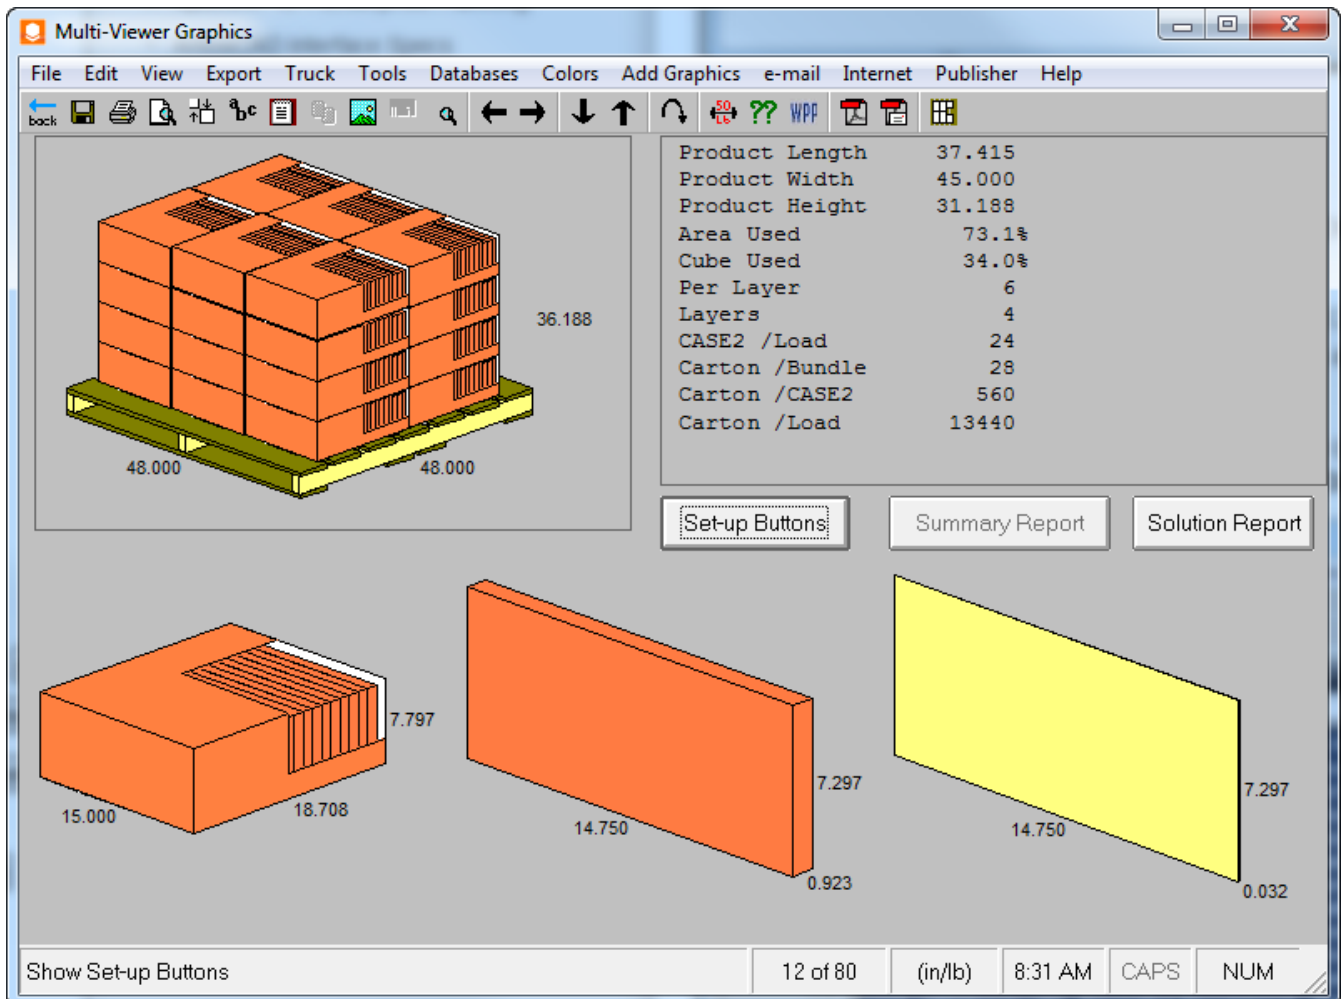 Multi-Viewer Graphics
File Edit View Export Truck Tools Databases Colors Add Graphics e-mail Internet Publisher Help
back abc 50 Lb ?? WPP
Product Length 37.415
Product Width 45.000
Product Height 31.188
Area Used 73.1%
Cube Used 34.0%
Per Layer 6
Layers 4
CASE2 /Load 24
Carton /Bundle 28
Carton /CASE2 560
Carton /Load 13440
36.188
48.000 48.000
Set-up Buttons Summary Report Solution Report
7.797
15.000 18.708
7.297
14.750
0.923
7.297
14.750
0.032
Show Set-up Buttons 12 of 80 (in/lb) 8:31 AM CAPS NUM